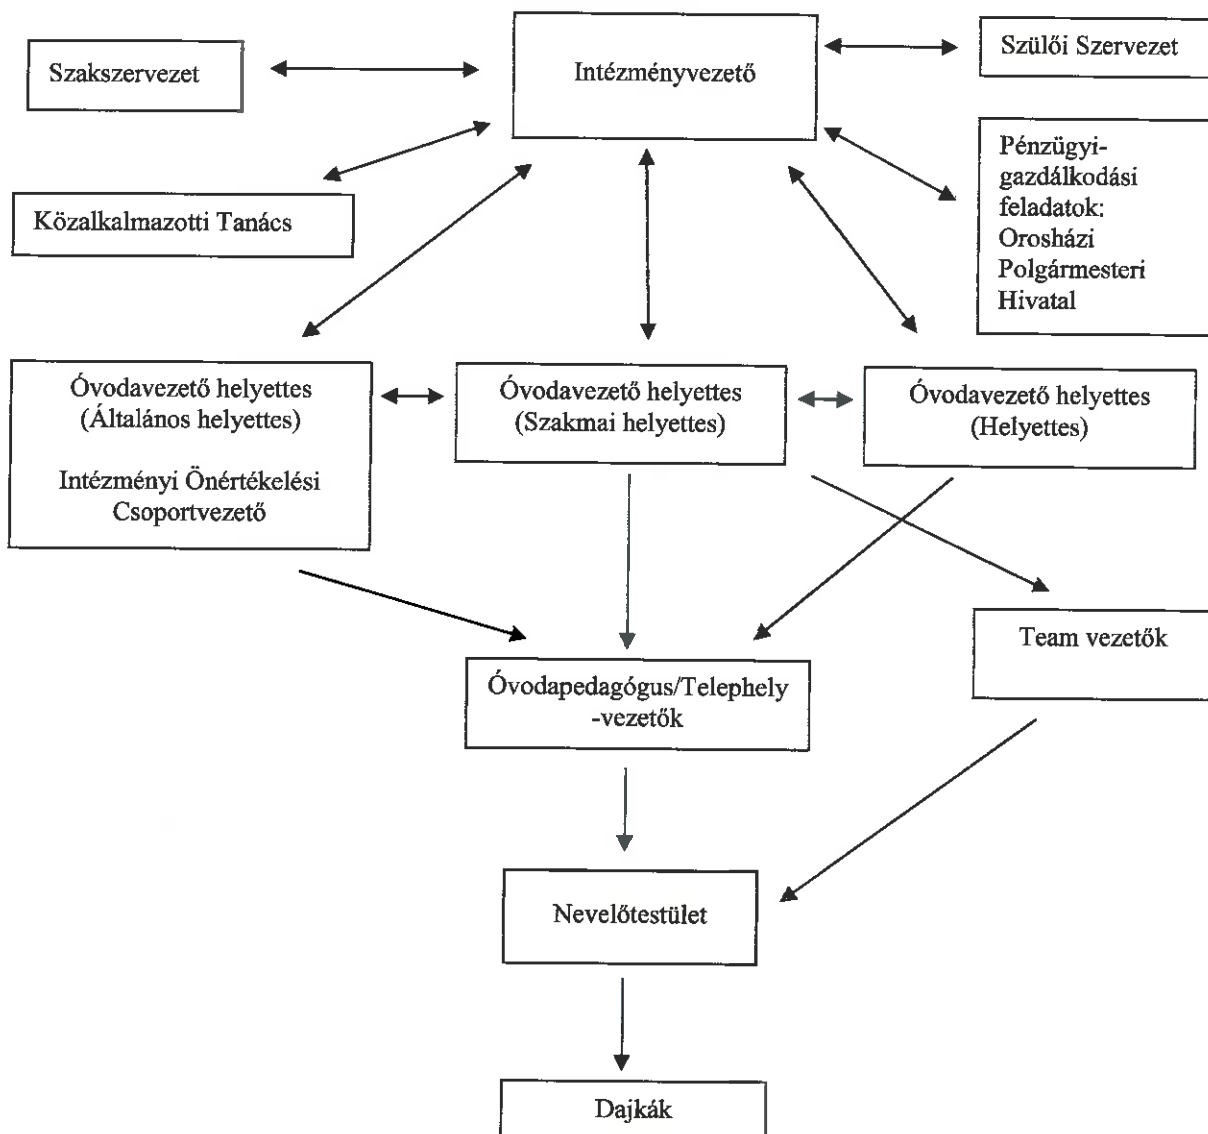 Szakszervezet
Intézményvezető
Szülői Szervezet
Közalkalmazotti Tanács
Pénzügyi-
gazdálkodási
feladatok:
Orosházi
Polgármesteri
Hivatal
Óvodavezető helyettes
(Általános helyettes)
Intézményi Önértékelési
Csoportvezető
Óvodavezető helyettes
(Szakmai helyettes)
Óvodavezető helyettes
(Helyettes)
Team vezetők
Óvodapedagógus/Telephely
-vezetők
Nevelőtestület
Dajkák